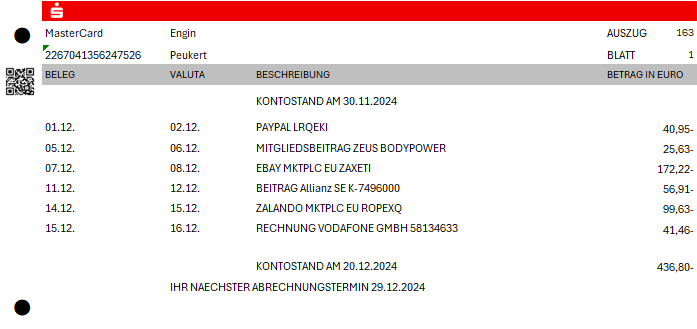 MasterCard Engin AUSZUG 163
2267041356247526 Peukert BLATT 1
BELEG VALUTA BESCHREIBUNG BETRAG IN EURO
KONTOSTAND AM 30.11.2024
01.12. 02.12. PAYPAL LRQEKI 40,95-
05.12. 06.12. MITGLIEDSBEITRAG ZEUS BODYPOWER 25,63-
07.12. 08.12. EBAY MKTPLC EU ZAXETI 172,22-
11.12. 12.12. BEITRAG Allianz SE K-7496000 56,91-
14.12. 15.12. ZALANDO MKTPLC EU ROPEXQ 99,63-
15.12. 16.12. RECHNUNG VODAFONE GMBH 58134633 41,46-
KONTOSTAND AM 20.12.2024 436,80-
IHR NAECHSTER ABRECHNUNGSTERMIN 29.12.2024